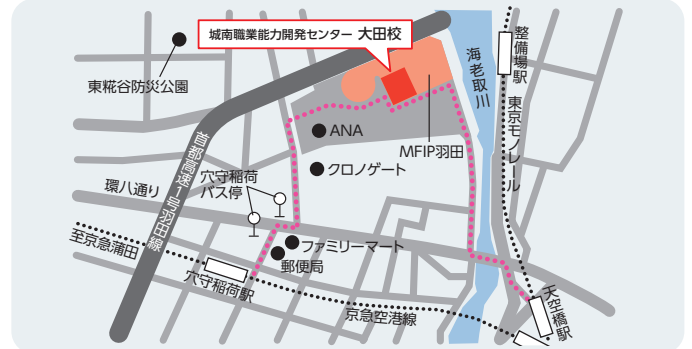 城南職業能力開発センター 大田校
東糀谷防災公園
海老取川
整備場駅
東京モノレール
ANA
MFIP羽田
クロノゲート
首都高速1号羽田線
穴守稲荷
バス停
環八通り
至京急蒲田
ファミリーマート
郵便局
穴守稲荷駅
京急空港線
天空橋駅